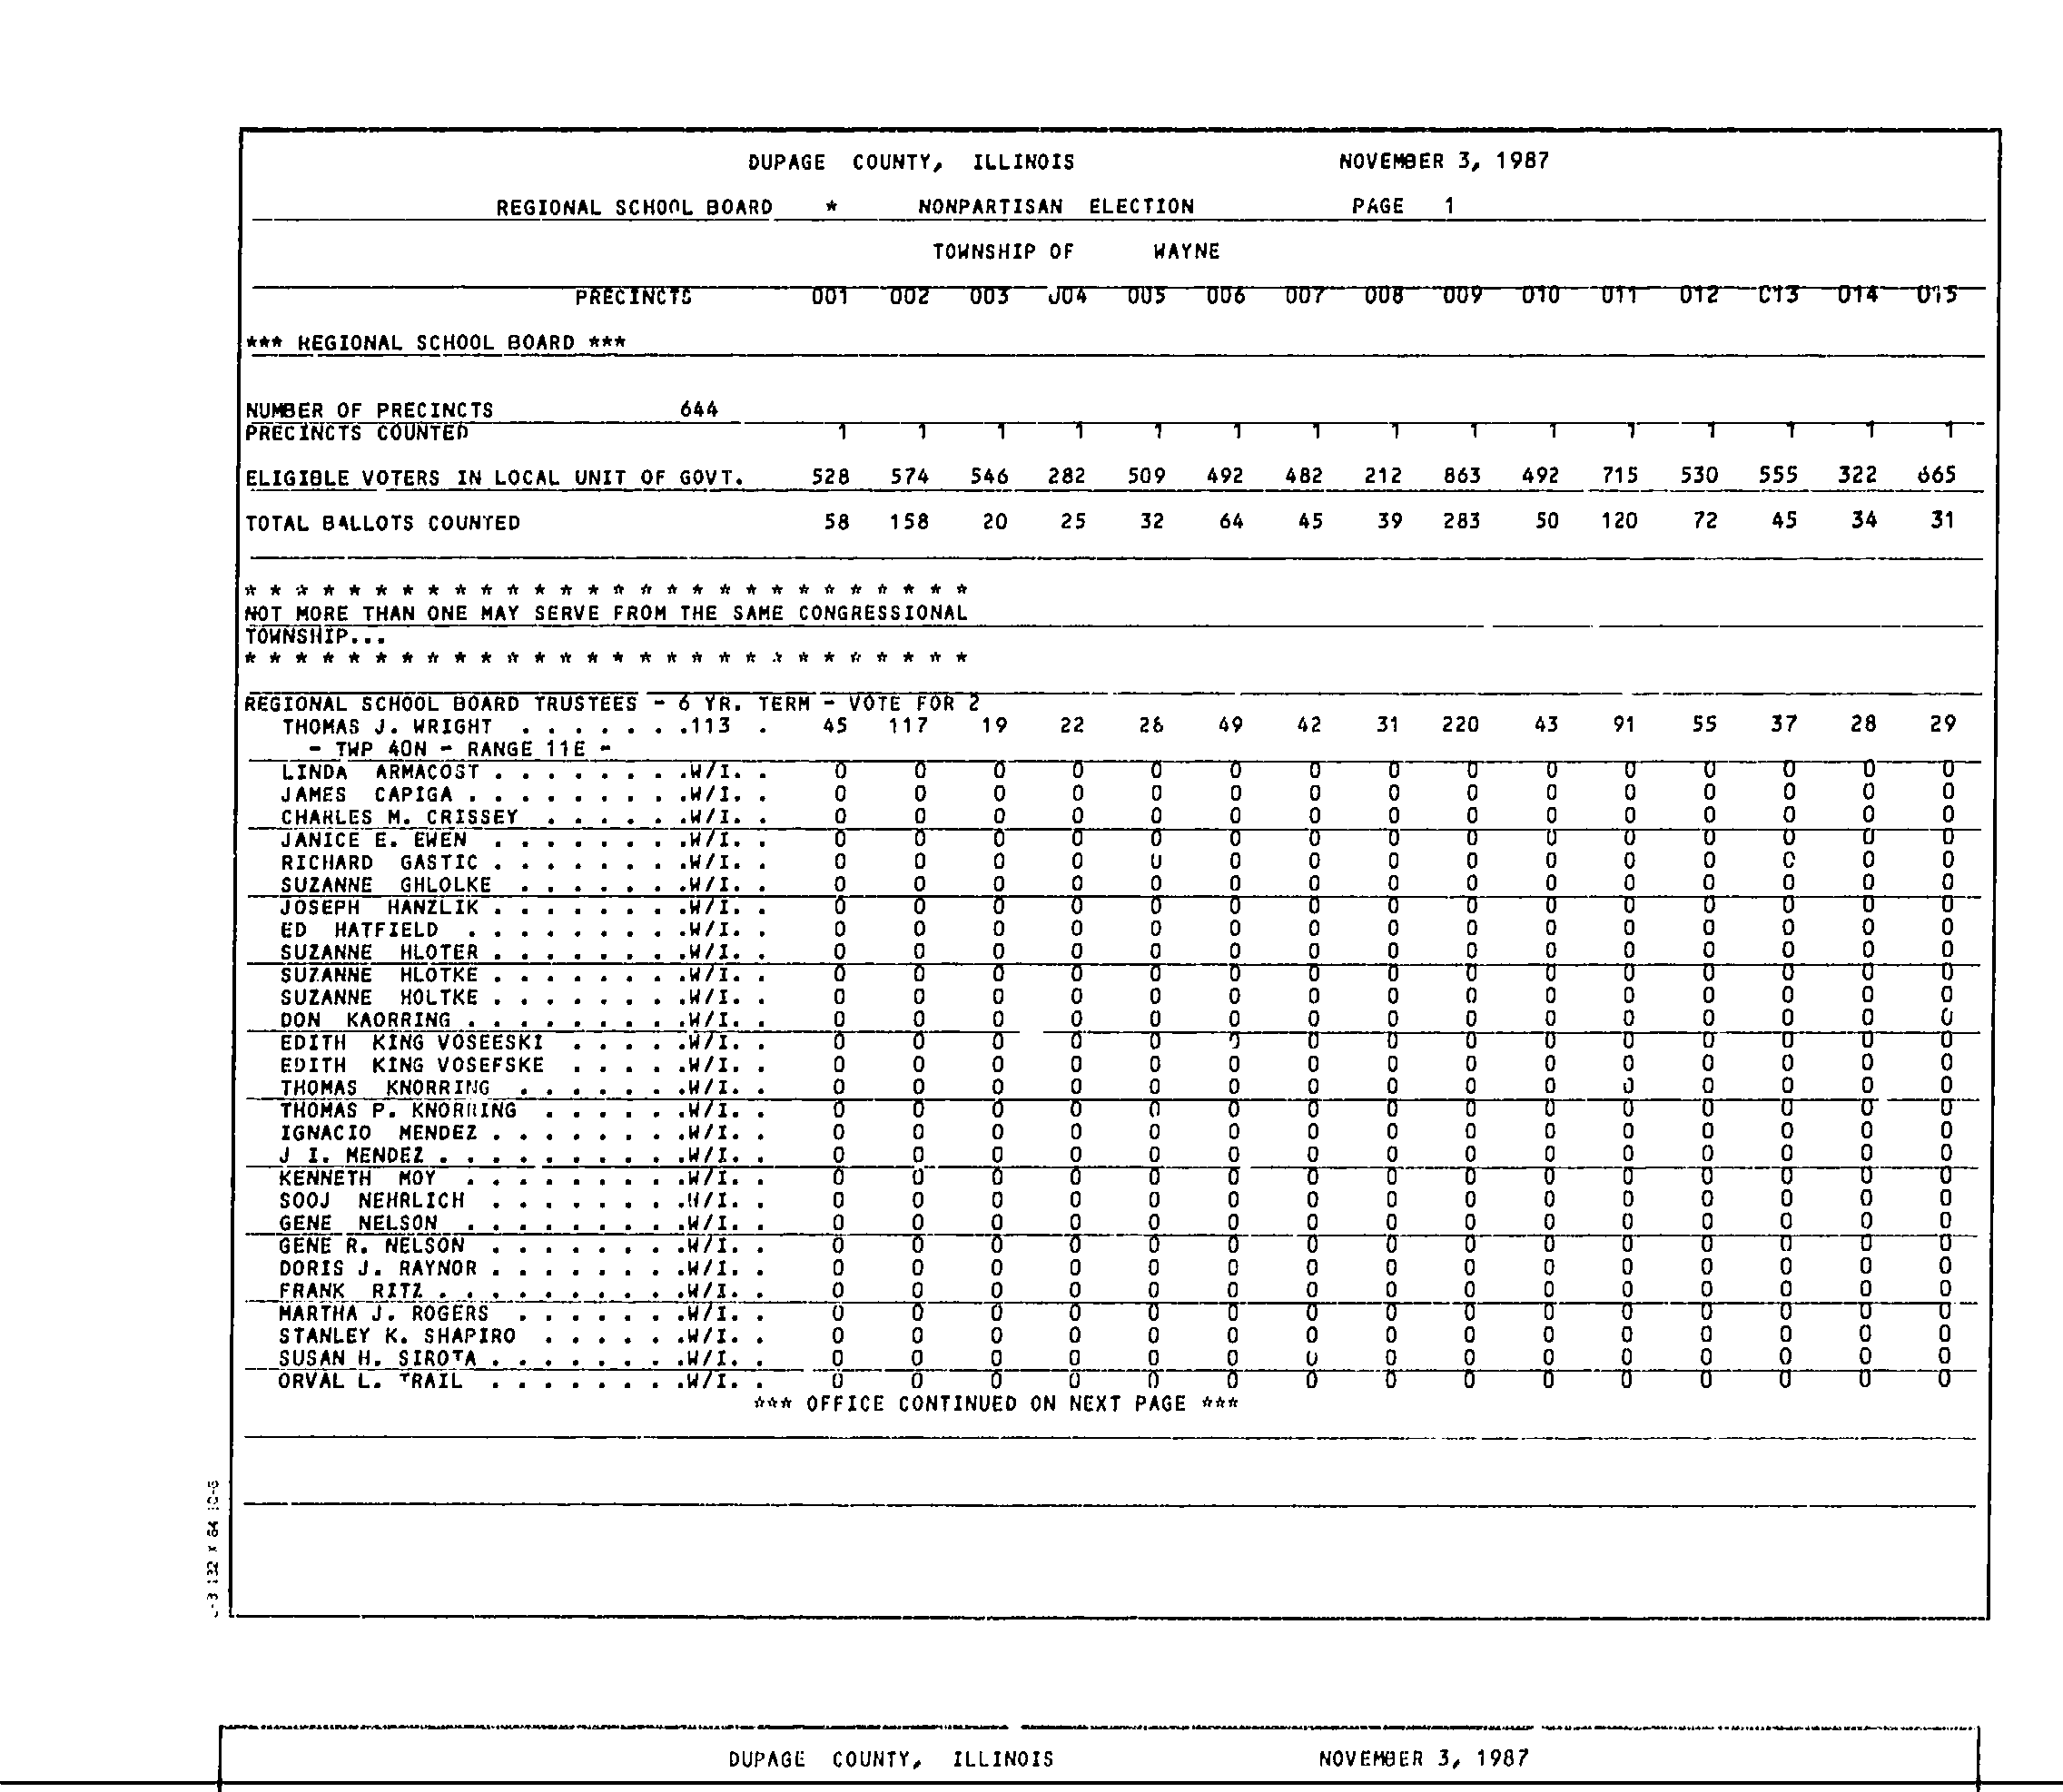 DUPAGE COUNTY, ILLINOIS NOVEMBER 3, 1987
REGIONAL SCHOOL BOARD * NONPARTISAN ELECTION PAGE 1
TOWNSHIP OF WAYNE
PRECINCTS 001 002 003 004 005 006 007 008 009 010 011 012 013 014 015
*** REGIONAL SCHOOL BOARD ***
NUMBER OF PRECINCTS 644
PRECINCTS COUNTED 1 1 1 1 1 1 1 1 1 1 1 1 1 1 1
ELIGIBLE VOTERS IN LOCAL UNIT OF GOVT. 528 574 546 282 509 492 482 212 863 492 715 530 555 322 665
TOTAL BALLOTS COUNTED 58 158 20 25 32 64 45 39 283 50 120 72 45 34 31
* * * * * * * * * * * * * * * * * * * * * * * * * * * *
NOT MORE THAN ONE MAY SERVE FROM THE SAME CONGRESSIONAL
TOWNSHIP...
* * * * * * * * * * * * * * * * * * * * * * * * * * * *
REGIONAL SCHOOL BOARD TRUSTEES - 6 YR. TERM - VOTE FOR 2
THOMAS J. WRIGHT . . . . . . .113 . 45 117 19 22 26 49 42 31 220 43 91 55 37 28 29
- TWP 40N - RANGE 11E -
LINDA ARMACOST . . . . . . . .W/I. . 0 0 0 0 0 0 0 0 0 0 0 0 0 0 0
JAMES CAPIGA . . . . . . . . .W/I. . 0 0 0 0 0 0 0 0 0 0 0 0 0 0 0
CHARLES M. CRISSEY . . . . . .W/I. . 0 0 0 0 0 0 0 0 0 0 0 0 0 0 0
JANICE E. EWEN . . . . . . . .W/I. . 0 0 0 0 0 0 0 0 0 0 0 0 0 0 0
RICHARD GASTIC . . . . . . . .W/I. . 0 0 0 0 0 0 0 0 0 0 0 0 0 0 0
SUZANNE GHLOLKE . . . . . . .W/I. . 0 0 0 0 0 0 0 0 0 0 0 0 0 0 0
JOSEPH HANZLIK . . . . . . . .W/I. . 0 0 0 0 0 0 0 0 0 0 0 0 0 0 0
ED HATFIELD . . . . . . . . .W/I. . 0 0 0 0 0 0 0 0 0 0 0 0 0 0 0
SUZANNE HLOTER . . . . . . . .W/I. . 0 0 0 0 0 0 0 0 0 0 0 0 0 0 0
SUZANNE HLOTKE . . . . . . . .W/I. . 0 0 0 0 0 0 0 0 0 0 0 0 0 0 0
SUZANNE HOLTKE . . . . . . . .W/I. . 0 0 0 0 0 0 0 0 0 0 0 0 0 0 0
DON KAORRING . . . . . . . . .W/I. . 0 0 0 0 0 0 0 0 0 0 0 0 0 0 0
EDITH KING VOSEESKI . . . . .W/I. . 0 0 0 0 0 0 0 0 0 0 0 0 0 0 0
EDITH KING VOSEFSKE . . . . .W/I. . 0 0 0 0 0 0 0 0 0 0 0 0 0 0 0
THOMAS KNORRING . . . . . . .W/I. . 0 0 0 0 0 0 0 0 0 0 0 0 0 0 0
THOMAS P. KNORRING . . . . . .W/I. . 0 0 0 0 0 0 0 0 0 0 0 0 0 0 0
IGNACIO MENDEZ . . . . . . . .W/I. . 0 0 0 0 0 0 0 0 0 0 0 0 0 0 0
J I. MENDEZ . . . . . . . . . .W/I. . 0 0 0 0 0 0 0 0 0 0 0 0 0 0 0
KENNETH MOY . . . . . . . . .W/I. . 0 0 0 0 0 0 0 0 0 0 0 0 0 0 0
SOOJ NEHRLICH . . . . . . . .W/I. . 0 0 0 0 0 0 0 0 0 0 0 0 0 0 0
GENE NELSON . . . . . . . . .W/I. . 0 0 0 0 0 0 0 0 0 0 0 0 0 0 0
GENE R. NELSON . . . . . . . .W/I. . 0 0 0 0 0 0 0 0 0 0 0 0 0 0 0
DORIS J. RAYNOR . . . . . . . .W/I. . 0 0 0 0 0 0 0 0 0 0 0 0 0 0 0
FRANK RITZ . . . . . . . . . .W/I. . 0 0 0 0 0 0 0 0 0 0 0 0 0 0 0
MARTHA J. ROGERS . . . . . . .W/I. . 0 0 0 0 0 0 0 0 0 0 0 0 0 0 0
STANLEY K. SHAPIRO . . . . . .W/I. . 0 0 0 0 0 0 0 0 0 0 0 0 0 0 0
SUSAN H. SIROTA . . . . . . . .W/I. . 0 0 0 0 0 0 0 0 0 0 0 0 0 0 0
ORVAL L. TRAIL . . . . . . . .W/I. . 0 0 0 0 0 0 0 0 0 0 0 0 0 0 0
*** OFFICE CONTINUED ON NEXT PAGE ***
DUPAGE COUNTY, ILLINOIS NOVEMBER 3, 1987